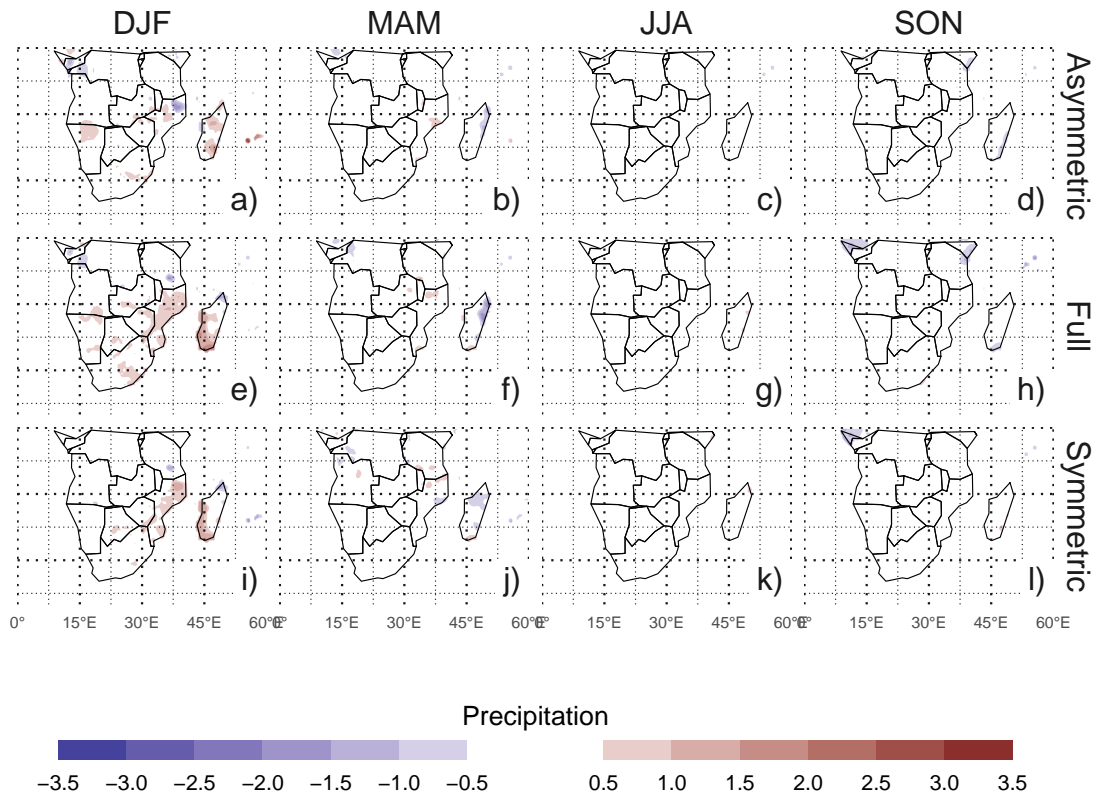 DJF MAM JJA SON
Asymmetric
a) b) c) d)
Full
e) f) g) h)
Symmetric
i) j) k) l)
0° 15°E 30°E 45°E 60°E 0° 15°E 30°E 45°E 60°E 0° 15°E 30°E 45°E 60°E 0° 15°E 30°E 45°E 60°E
Precipitation
−3.5 −3.0 −2.5 −2.0 −1.5 −1.0 −0.5 0.5 1.0 1.5 2.0 2.5 3.0 3.5